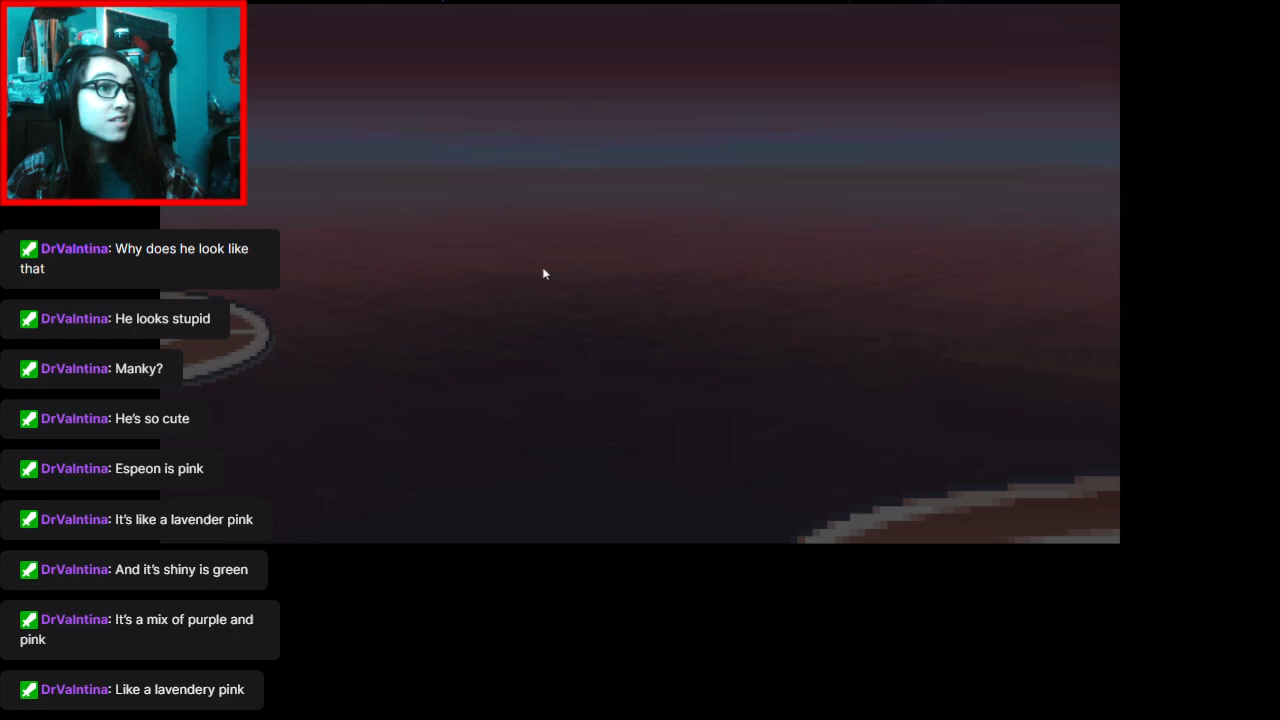 DrValntina: Why does he look like
that
DrValntina: He looks stupid
DrValntina: Manky?
DrValntina: He's so cute
DrValntina: Espeon is pink
DrValntina: It's like a lavender pink
DrValntina: And it's shiny is green
DrValntina: It's a mix of purple and
pink
DrValntina: Like a lavendery pink